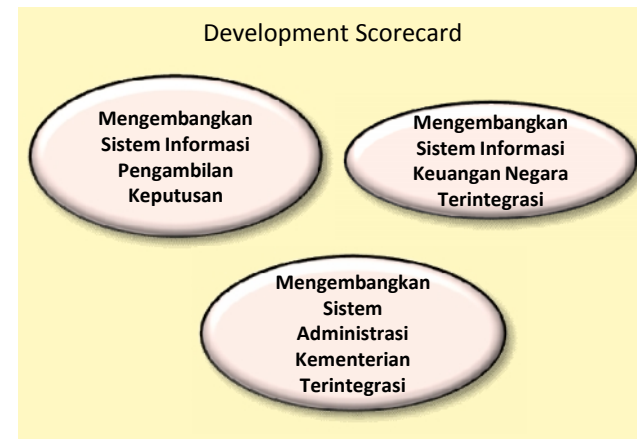 Development Scorecard
Mengembangkan
Sistem Informasi
Pengambilan
Keputusan
Mengembangkan
Sistem Informasi
Keuangan Negara
Terintegrasi
Mengembangkan
Sistem
Administrasi
Kementerian
Terintegrasi